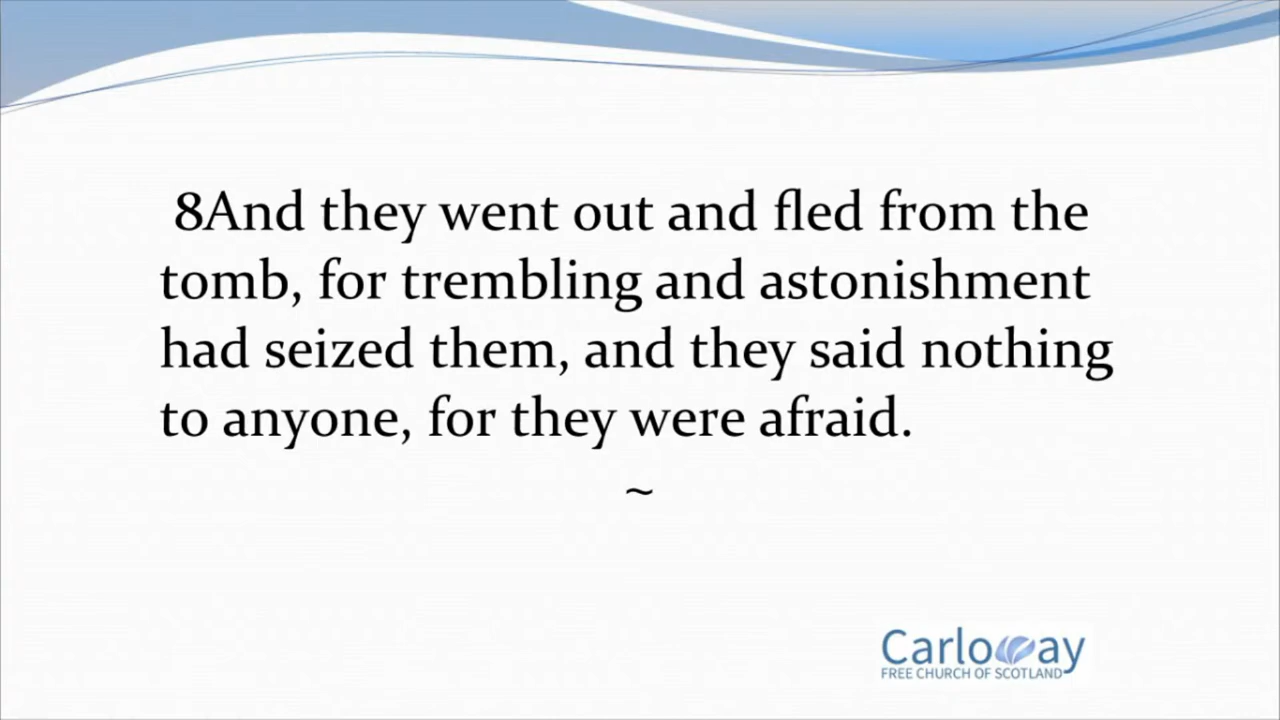 8And they went out and fled from the
tomb, for trembling and astonishment
had seized them, and they said nothing
to anyone, for they were afraid.
~
Carloway
FREE CHURCH OF SCOTLAND